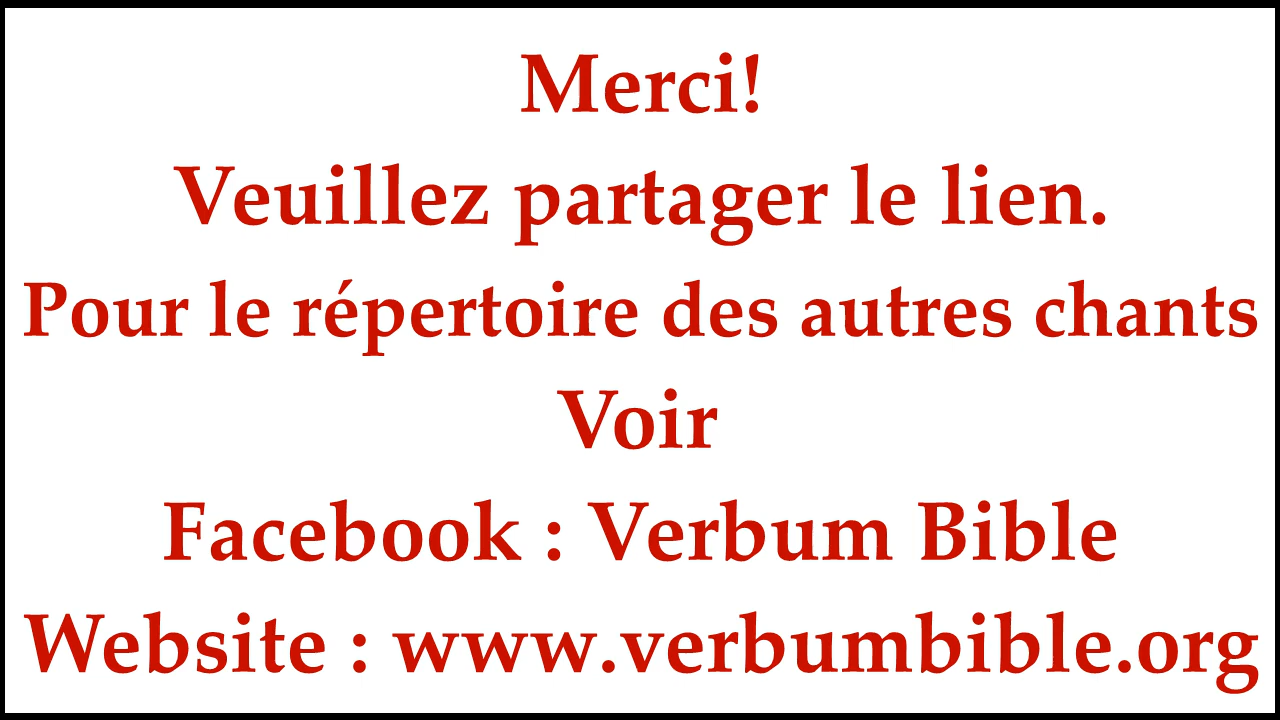 Merci!
Veuillez partager le lien.
Pour le répertoire des autres chants
Voir
Facebook : Verbum Bible
Website : www.verbumbible.org